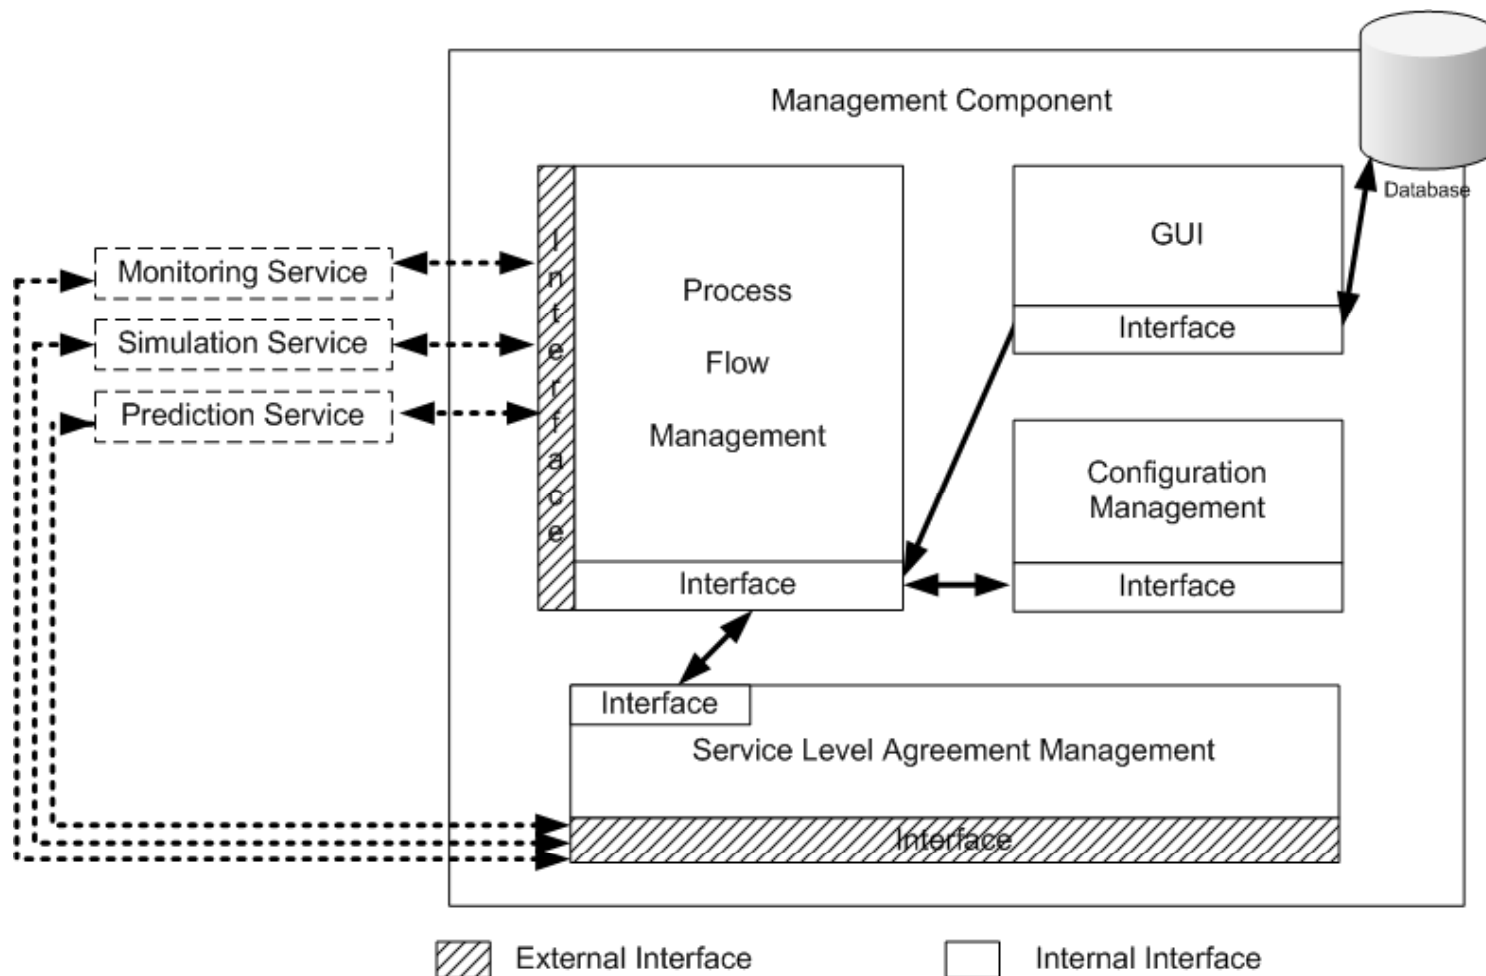 Management Component
Database
GUI
Interface
Monitoring Service
Simulation Service
Prediction Service
Interface
Process
Flow
Management
Interface
Configuration
Management
Interface
Interface
Service Level Agreement Management
Interface
External Interface
Internal Interface